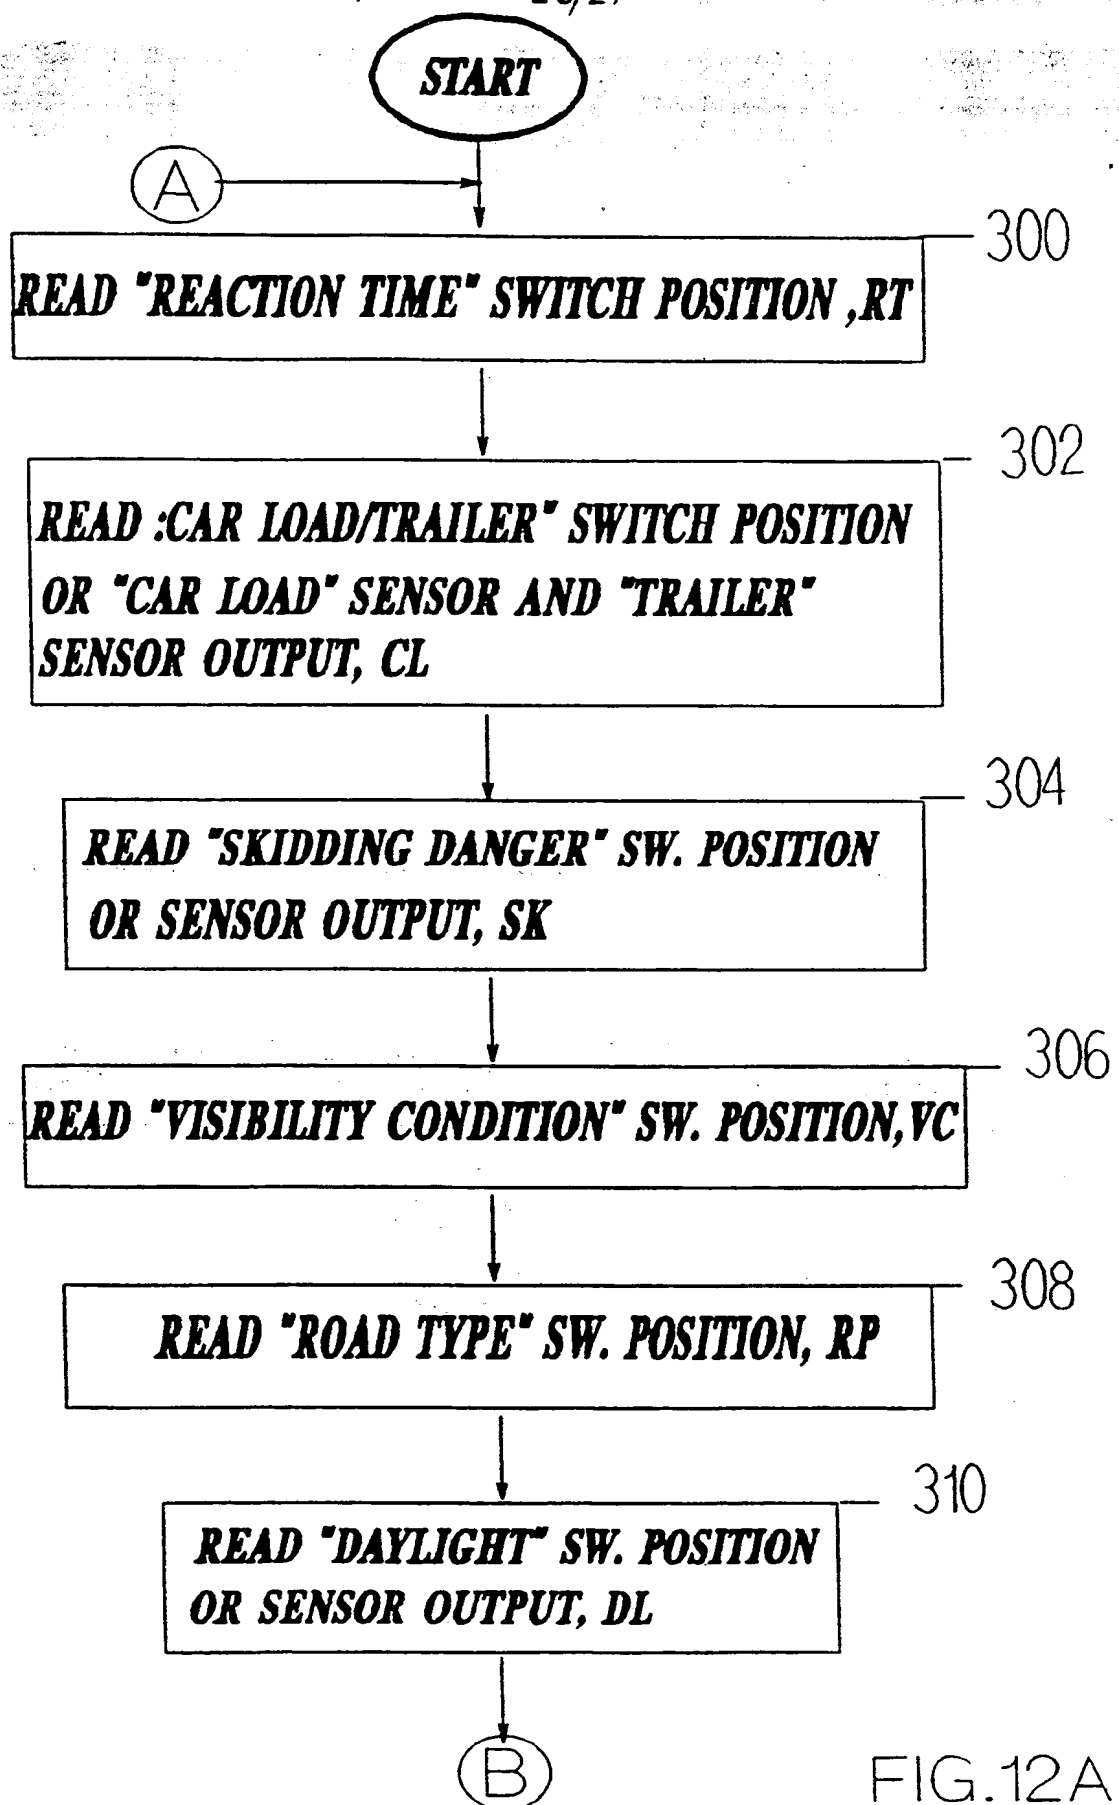 START
A
300
READ "REACTION TIME" SWITCH POSITION ,RT
302
READ :CAR LOAD/TRAILER" SWITCH POSITION
OR "CAR LOAD" SENSOR AND "TRAILER"
SENSOR OUTPUT, CL
304
READ "SKIDDING DANGER" SW. POSITION
OR SENSOR OUTPUT, SK
306
READ "VISIBILITY CONDITION" SW. POSITION,VC
308
READ "ROAD TYPE" SW. POSITION, RP
310
READ "DAYLIGHT" SW. POSITION
OR SENSOR OUTPUT, DL
B
FIG.12A